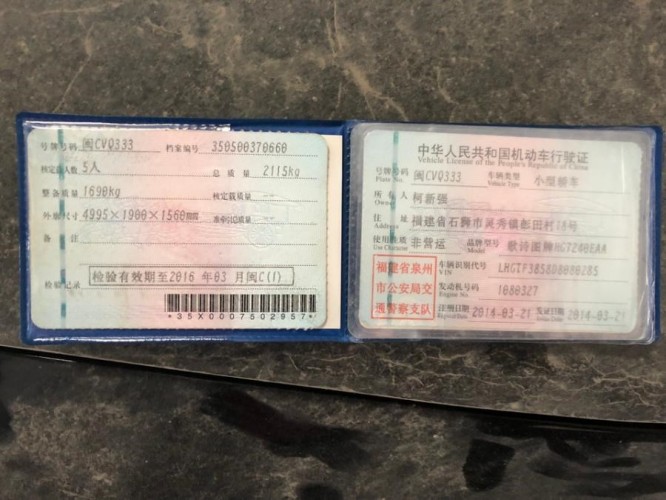 号牌号码 闽CVQ333 档案编号 350500370660
核定载人数 5人 总质量 2115kg
整备质量 1690kg 核定载质量
外廓尺寸 4995×1900×1560 准牵引总质量
备注
检验有效期至2016 年03 月闽C(1)
检验记录
*35X0007502957*
中华人民共和国机动车行驶证
Vehicle License of the People's Republic of China
号牌号码 闽CVQ333 车辆类型 小型轿车
Plate No. Vehicle Type
所有人 柯新强
Owner
住址 福建省石狮市灵秀镇彭田村78号
Address
使用性质 非营运 品牌型号 歌诗图牌HG7240EAA
Use Character Model
福建省泉州
市公安局交
通警察支队
车辆识别代号
VIN
发动机号码 1080327
Engine No.
注册日期 2014-03-21 发证日期 2014-03-21
Issue Date